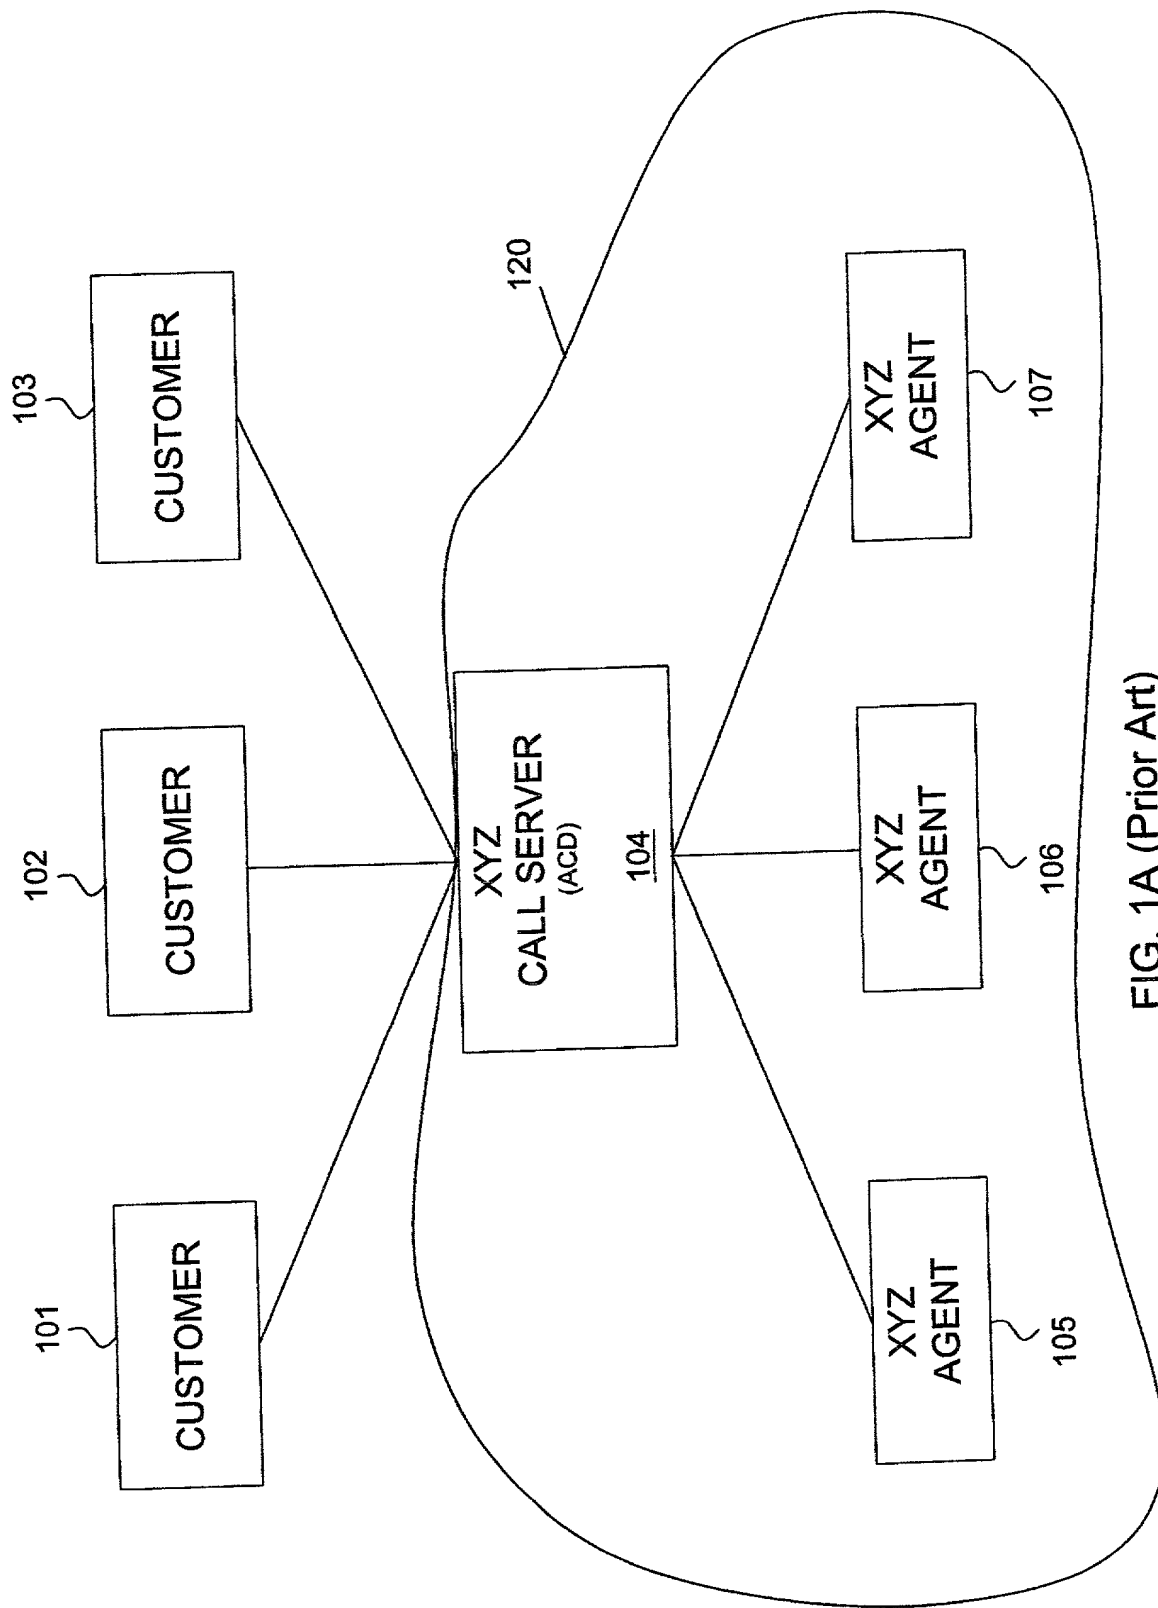 101
102
103
CUSTOMER
CUSTOMER
CUSTOMER
120
XYZ
CALL SERVER
(ACD)
104
XYZ
AGENT
XYZ
AGENT
XYZ
AGENT
105
106
107
FIG. 1A (Prior Art)